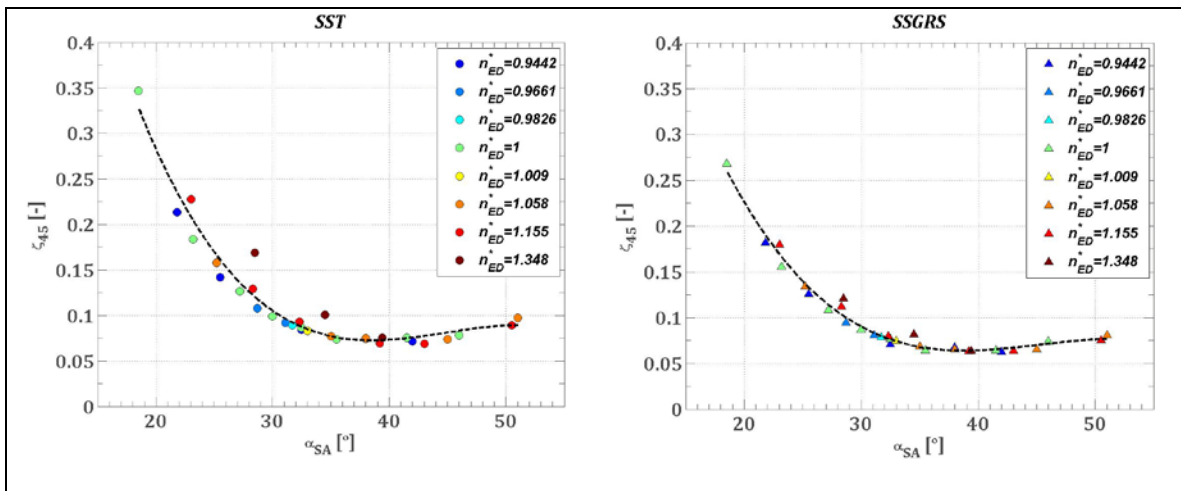 SST
0.4
0.35
0.3
0.25
0.2
0.15
0.1
0.05
0
ζ45 [-]
20 30 40 50
αSA [°]
n*ED=0.9442
n*ED=0.9661
n*ED=0.9826
n*ED=1
n*ED=1.009
n*ED=1.058
n*ED=1.155
n*ED=1.348
SSGRS
0.4
0.35
0.3
0.25
0.2
0.15
0.1
0.05
0
ζ45 [-]
20 30 40 50
αSA [°]
n*ED=0.9442
n*ED=0.9661
n*ED=0.9826
n*ED=1
n*ED=1.009
n*ED=1.058
n*ED=1.155
n*ED=1.348